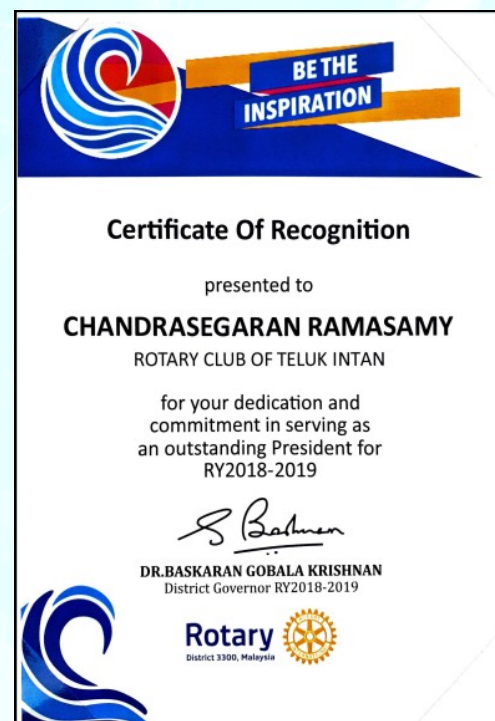 BE THE
INSPIRATION
Certificate Of Recognition
presented to
CHANDRASEGARAN RAMASAMY
ROTARY CLUB OF TELUK INTAN
for your dedication and
commitment in serving as
an outstanding President for
RY2018-2019
DR.BASKARAN GOBALA KRISHNAN
District Governor RY2018-2019
Rotary
District 3300, Malaysia